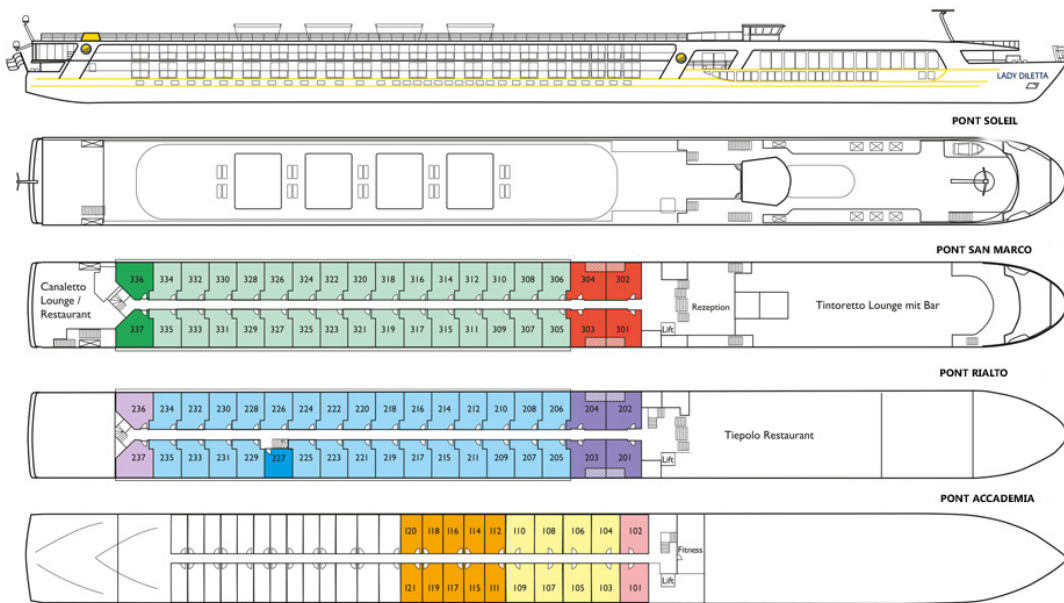 LADY DILETTA
PONT SOLEIL
PONT SAN MARCO
Canaletto
Lounge /
Restaurant
336 334 332 330 328 326 324 322 320 318 316 314 312 310 308 306 304 302
337 335 333 331 329 327 325 323 321 319 317 315 311 309 307 305 303 301
Rezeption
Lift
Tintoretto Lounge mit Bar
PONT RIALTO
236 234 232 230 228 226 224 222 220 218 216 214 212 210 208 206 204 202
237 235 233 231 229 227 225 223 221 219 217 215 211 209 207 205 203 201
Lift
Tiepolo Restaurant
PONT ACCADEMIA
120 118 116 114 112 110 108 106 104 102
121 119 117 115 111 109 107 105 103 101
Fitness
Lift